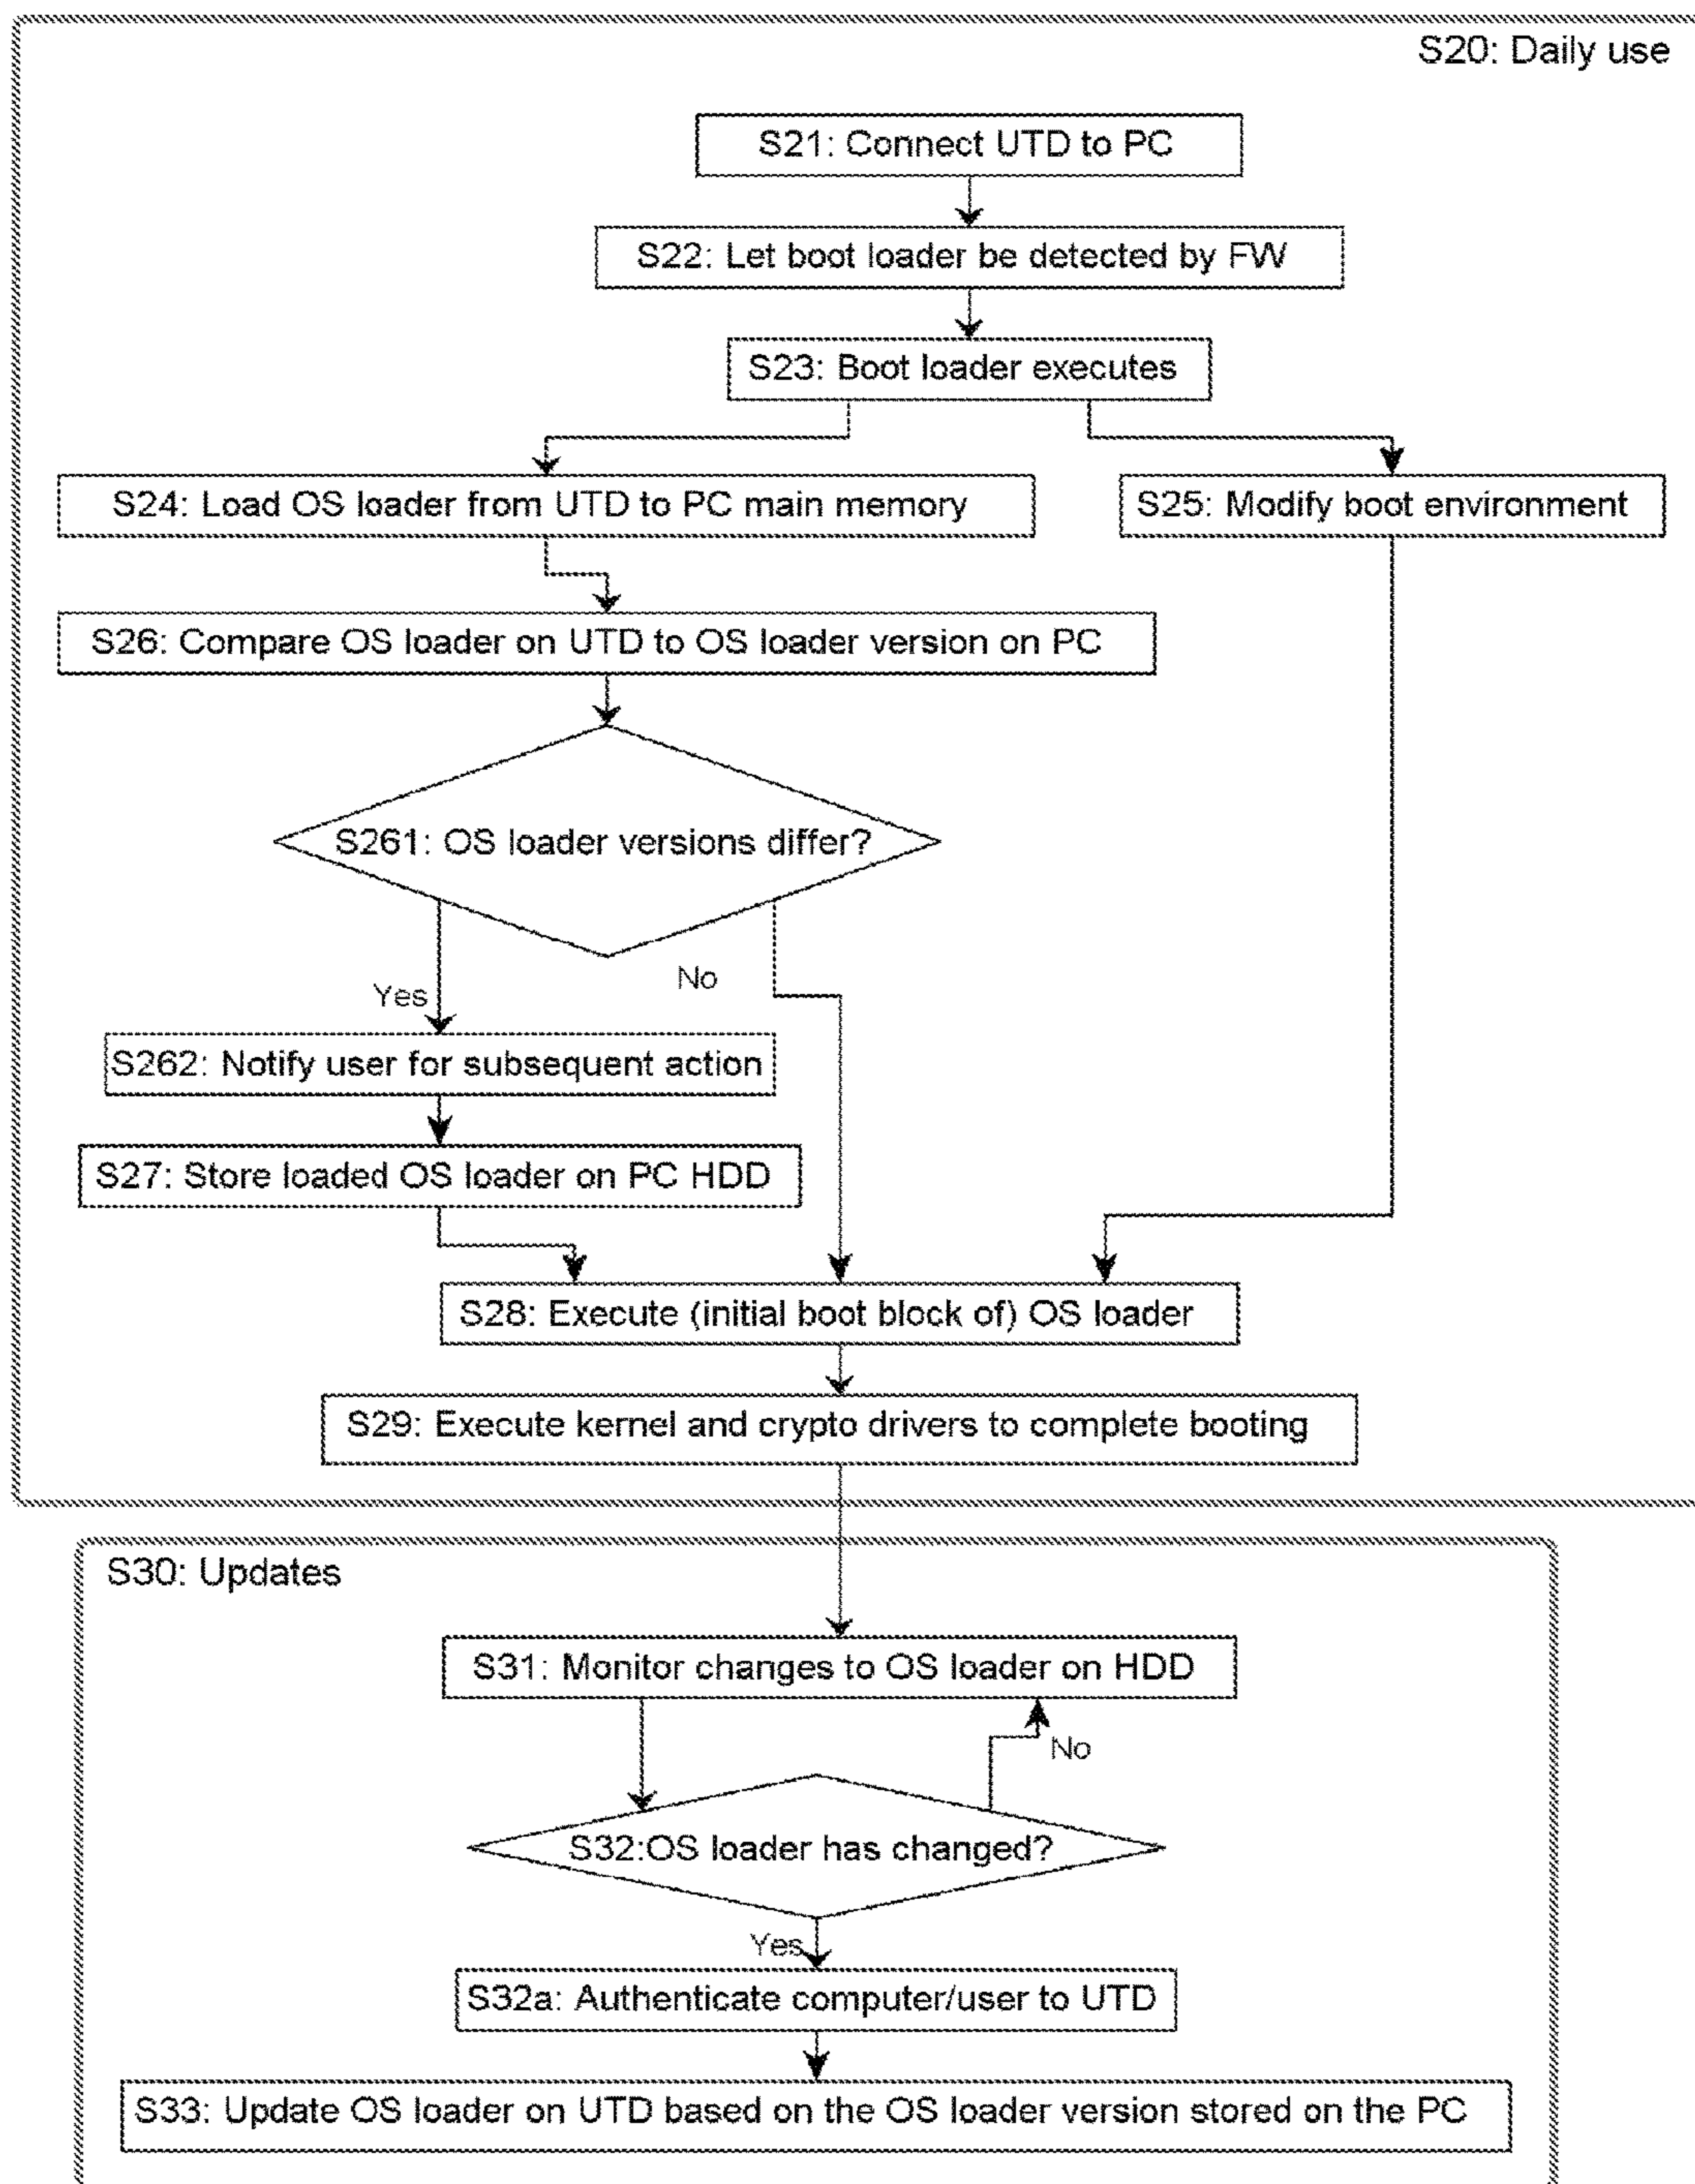 S20: Daily use
S21: Connect UTD to PC
S22: Let boot loader be detected by FW
S23: Boot loader executes
S24: Load OS loader from UTD to PC main memory
S25: Modify boot environment
S26: Compare OS loader on UTD to OS loader version on PC
S261: OS loader versions differ?
No
Yes
S262: Notify user for subsequent action
S27: Store loaded OS loader on PC HDD
S28: Execute (initial boot block of) OS loader
S29: Execute kernel and crypto drivers to complete booting
S30: Updates
S31: Monitor changes to OS loader on HDD
No
S32:OS loader has changed?
Yes
S32a: Authenticate computer/user to UTD
S33: Update OS loader on UTD based on the OS loader version stored on the PC